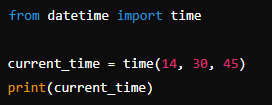 from datetime import time
current_time = time(14, 30, 45)
print(current_time)